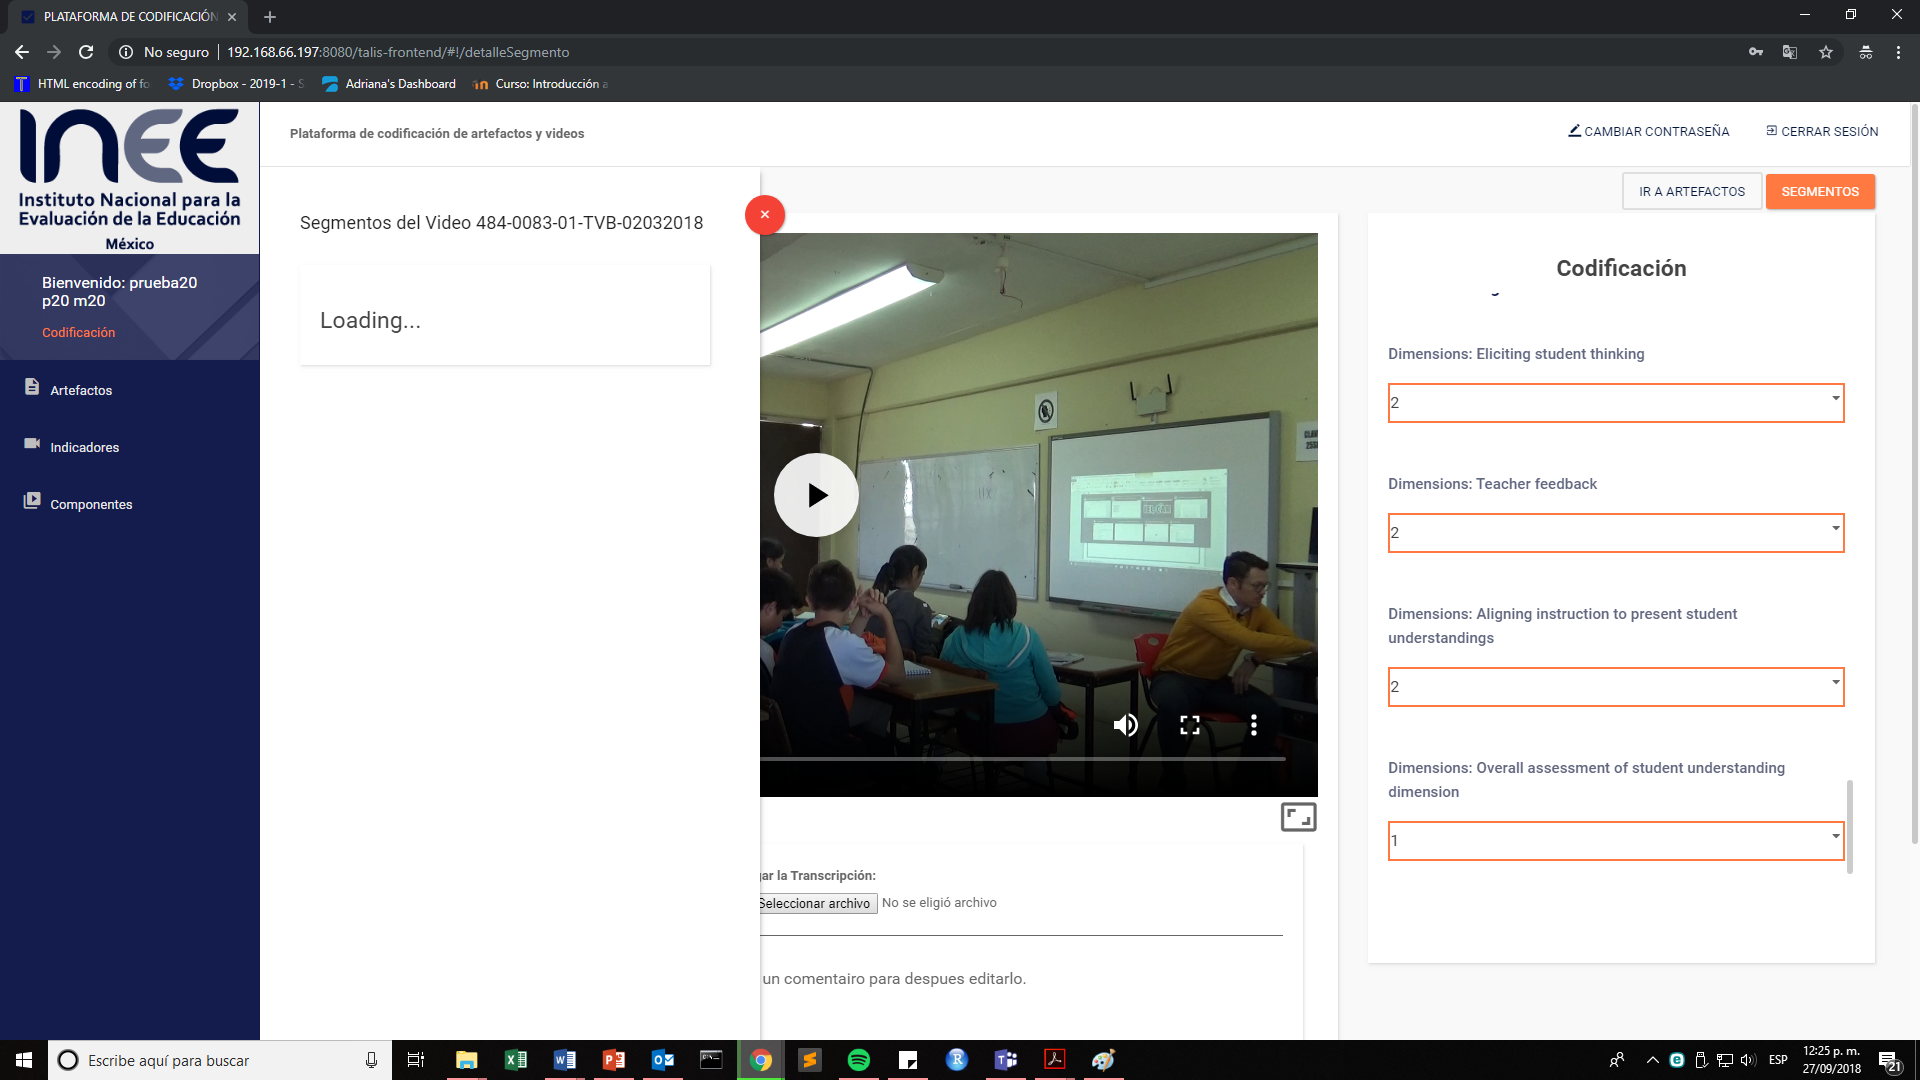 PLATAFORMA DE CODIFICACIÓN
No seguro
192.168.66.197:8080/talis-frontend/#!/detalleSegmento
HTML encoding of fo
Dropbox - 2019-1 - S
Adriana's Dashboard
Curso: Introducción a
INEE
Instituto Nacional para la
Evaluación de la Educación
México
Bienvenido: prueba20
p20 m20
Codificación
Artefactos
Indicadores
Componentes
Plataforma de codificación de artefactos y videos
CAMBIAR CONTRASEÑA
CERRAR SESIÓN
IR A ARTEFACTOS
SEGMENTOS
Segmentos del Video 484-0083-01-TVB-02032018
Loading...
gar la Transcripción:
Seleccionar archivo
No se eligió archivo
un comentairo para despues editarlo.
Codificación
Dimensions: Eliciting student thinking
2
Dimensions: Teacher feedback
2
Dimensions: Aligning instruction to present student
understandings
2
Dimensions: Overall assessment of student understanding
dimension
1
Escribe aquí para buscar
ESP
12:25 p. m.
27/09/2018
21